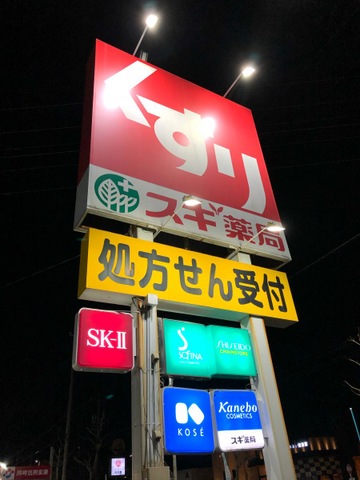 くすり
スギ薬局
処方せん受付
SK-II
ICFINA
SHISEIDO
KOSÉ
Kanebo
COSMETICS
スギ薬局